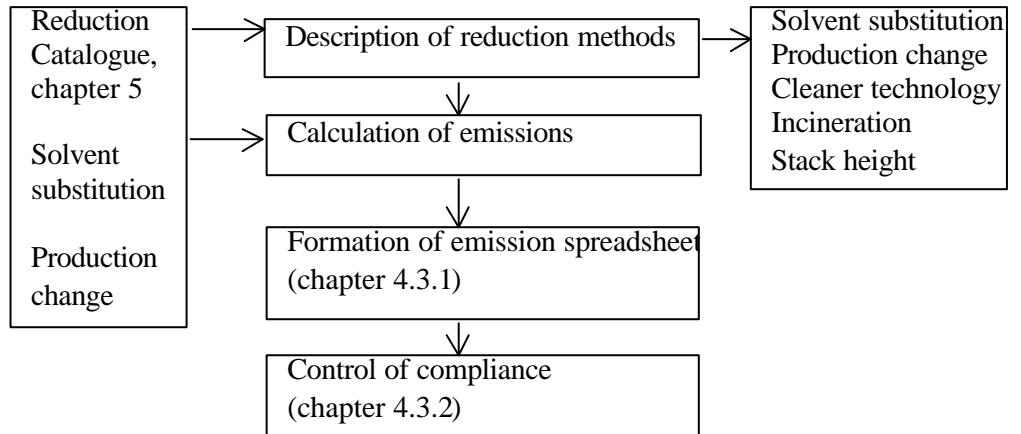 Reduction
Catalogue,
chapter 5
Solvent
substitution
Production
change
Description of reduction methods
Calculation of emissions
Formation of emission spreadsheet
(chapter 4.3.1)
Control of compliance
(chapter 4.3.2)
Solvent substitution
Production change
Cleaner technology
Incineration
Stack height